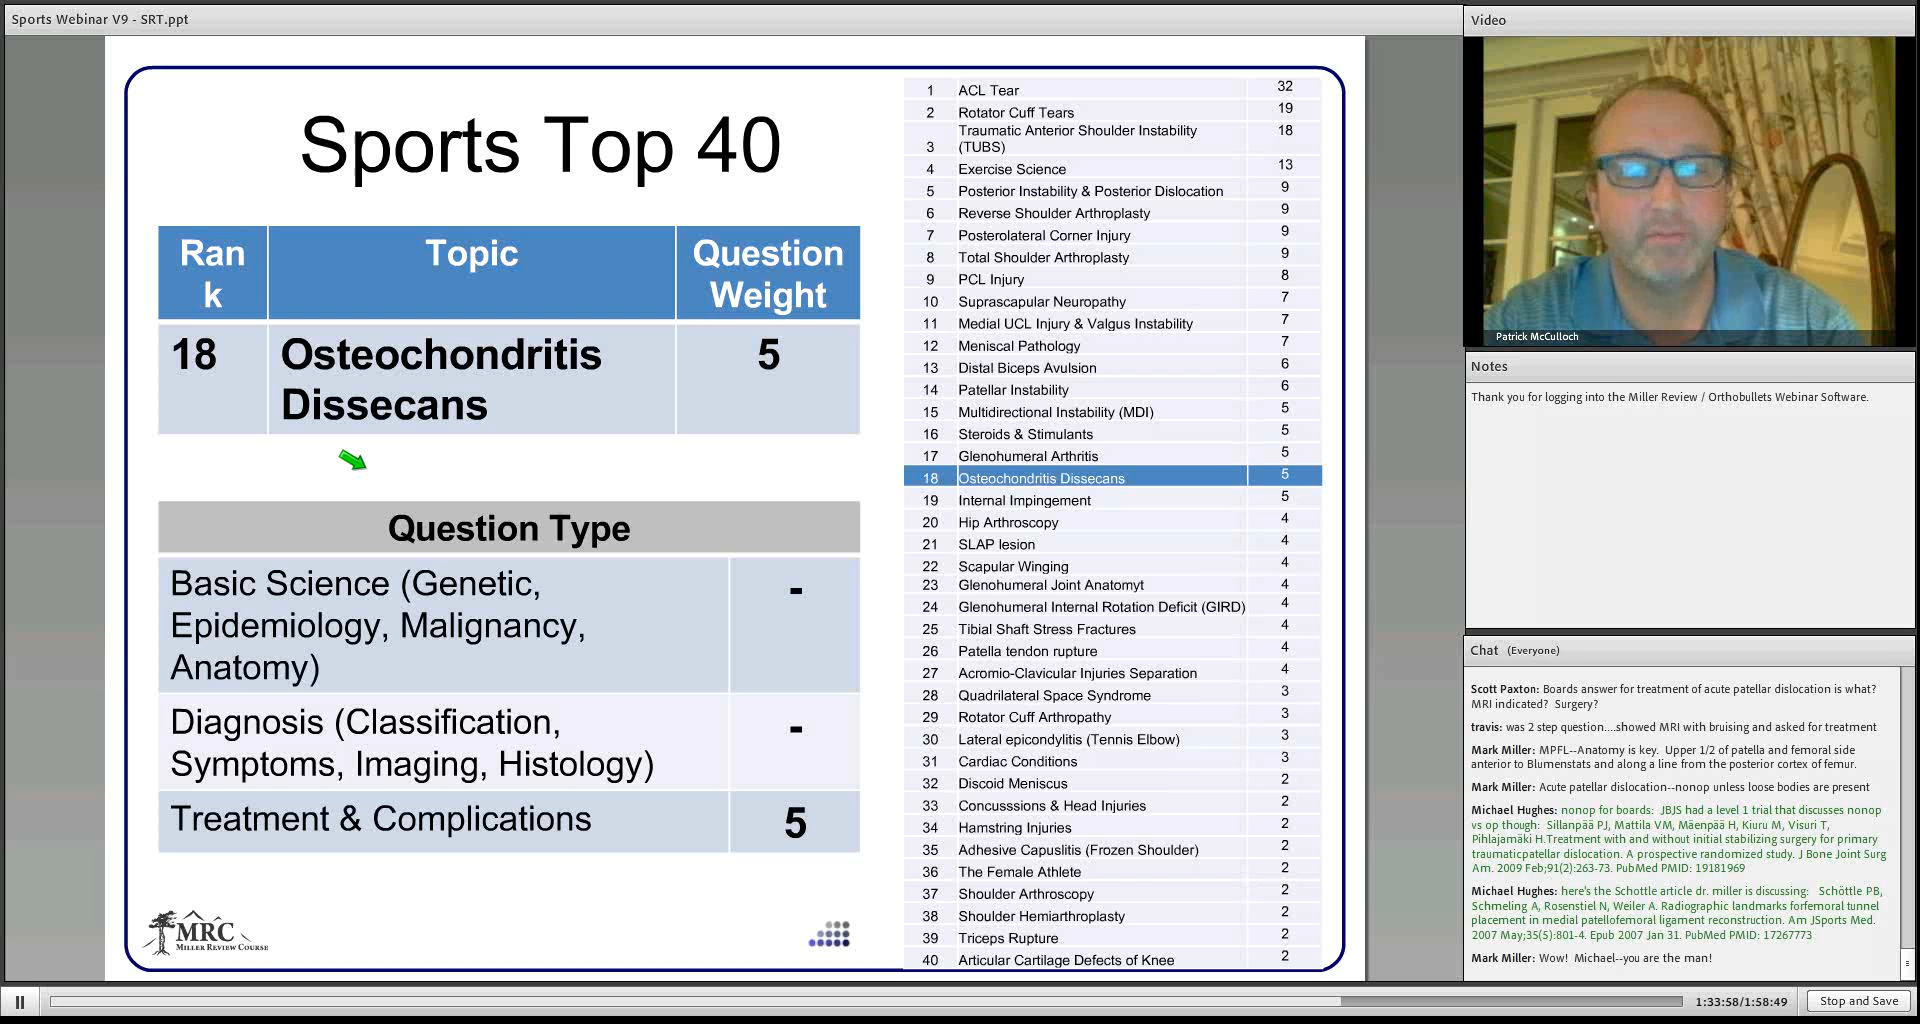 Sports Webinar V9 - SRT.ppt
Sports Top 40
Ran
k
Topic
Question
Weight
18
Osteochondritis
Dissecans
5
Question Type
Basic Science (Genetic,
Epidemiology, Malignancy,
Anatomy)
-
Diagnosis (Classification,
Symptoms, Imaging, Histology)
-
Treatment & Complications
5
MRC
MILLER REVIEW COURSE
1 ACL Tear 32
2 Rotator Cuff Tears 19
Traumatic Anterior Shoulder Instability 18
3 (TUBS)
4 Exercise Science 13
5 Posterior Instability & Posterior Dislocation 9
6 Reverse Shoulder Arthroplasty 9
7 Posterolateral Corner Injury 9
8 Total Shoulder Arthroplasty 9
9 PCL Injury 8
10 Suprascapular Neuropathy 7
11 Medial UCL Injury & Valgus Instability 7
12 Meniscal Pathology 7
13 Distal Biceps Avulsion 6
14 Patellar Instability 6
15 Multidirectional Instability (MDI) 5
16 Steroids & Stimulants 5
17 Glenohumeral Arthritis 5
18 Osteochondritis Dissecans 5
19 Internal Impingement 5
20 Hip Arthroscopy 4
21 SLAP lesion 4
22 Scapular Winging 4
23 Glenohumeral Joint Anatomyt 4
24 Glenohumeral Internal Rotation Deficit (GIRD) 4
25 Tibial Shaft Stress Fractures 4
26 Patella tendon rupture 4
27 Acromio-Clavicular Injuries Separation 4
28 Quadrilateral Space Syndrome 3
29 Rotator Cuff Arthropathy 3
30 Lateral epicondylitis (Tennis Elbow) 3
31 Cardiac Conditions 3
32 Discoid Meniscus 2
33 Concusssions & Head Injuries 2
34 Hamstring Injuries 2
35 Adhesive Capuslitis (Frozen Shoulder) 2
36 The Female Athlete 2
37 Shoulder Arthroscopy 2
38 Shoulder Hemiarthroplasty 2
39 Triceps Rupture 2
40 Articular Cartilage Defects of Knee 2
Video
Patrick McCulloch
Notes
Thank you for logging into the Miller Review / Orthobullets Webinar Software.
Chat (Everyone)
Scott Paxton: Boards answer for treatment of acute patellar dislocation is what?
MRI indicated? Surgery?
travis: was 2 step question....showed MRI with bruising and asked for treatment
Mark Miller: MPFL--Anatomy is key. Upper 1/2 of patella and femoral side
anterior to Blumenstats and along a line from the posterior cortex of femur.
Mark Miller: Acute patellar dislocation--nonop unless loose bodies are present
Michael Hughes: nonop for boards: JBJS had a level 1 trial that discusses nonop
vs op though: Sillanpää PJ, Mattila VM, Mäenpää H, Kiuru M, Visuri T,
Pihlajamäki H.Treatment with and without initial stabilizing surgery for primary
traumaticpatellar dislocation. A prospective randomized study. J Bone Joint Surg
Am. 2009 Feb;91(2):263-73. PubMed PMID: 19181969
Michael Hughes: here's the Schottle article dr. miller is discussing: Schöttle PB,
Schmeling A, Rosenstiel N, Weiler A. Radiographic landmarks forfemoral tunnel
placement in medial patellofemoral ligament reconstruction. Am JSports Med.
2007 May;35(5):801-4. Epub 2007 Jan 31. PubMed PMID: 17267773
Mark Miller: Wow! Michael--you are the man!
1:33:58/1:58:49
Stop and Save